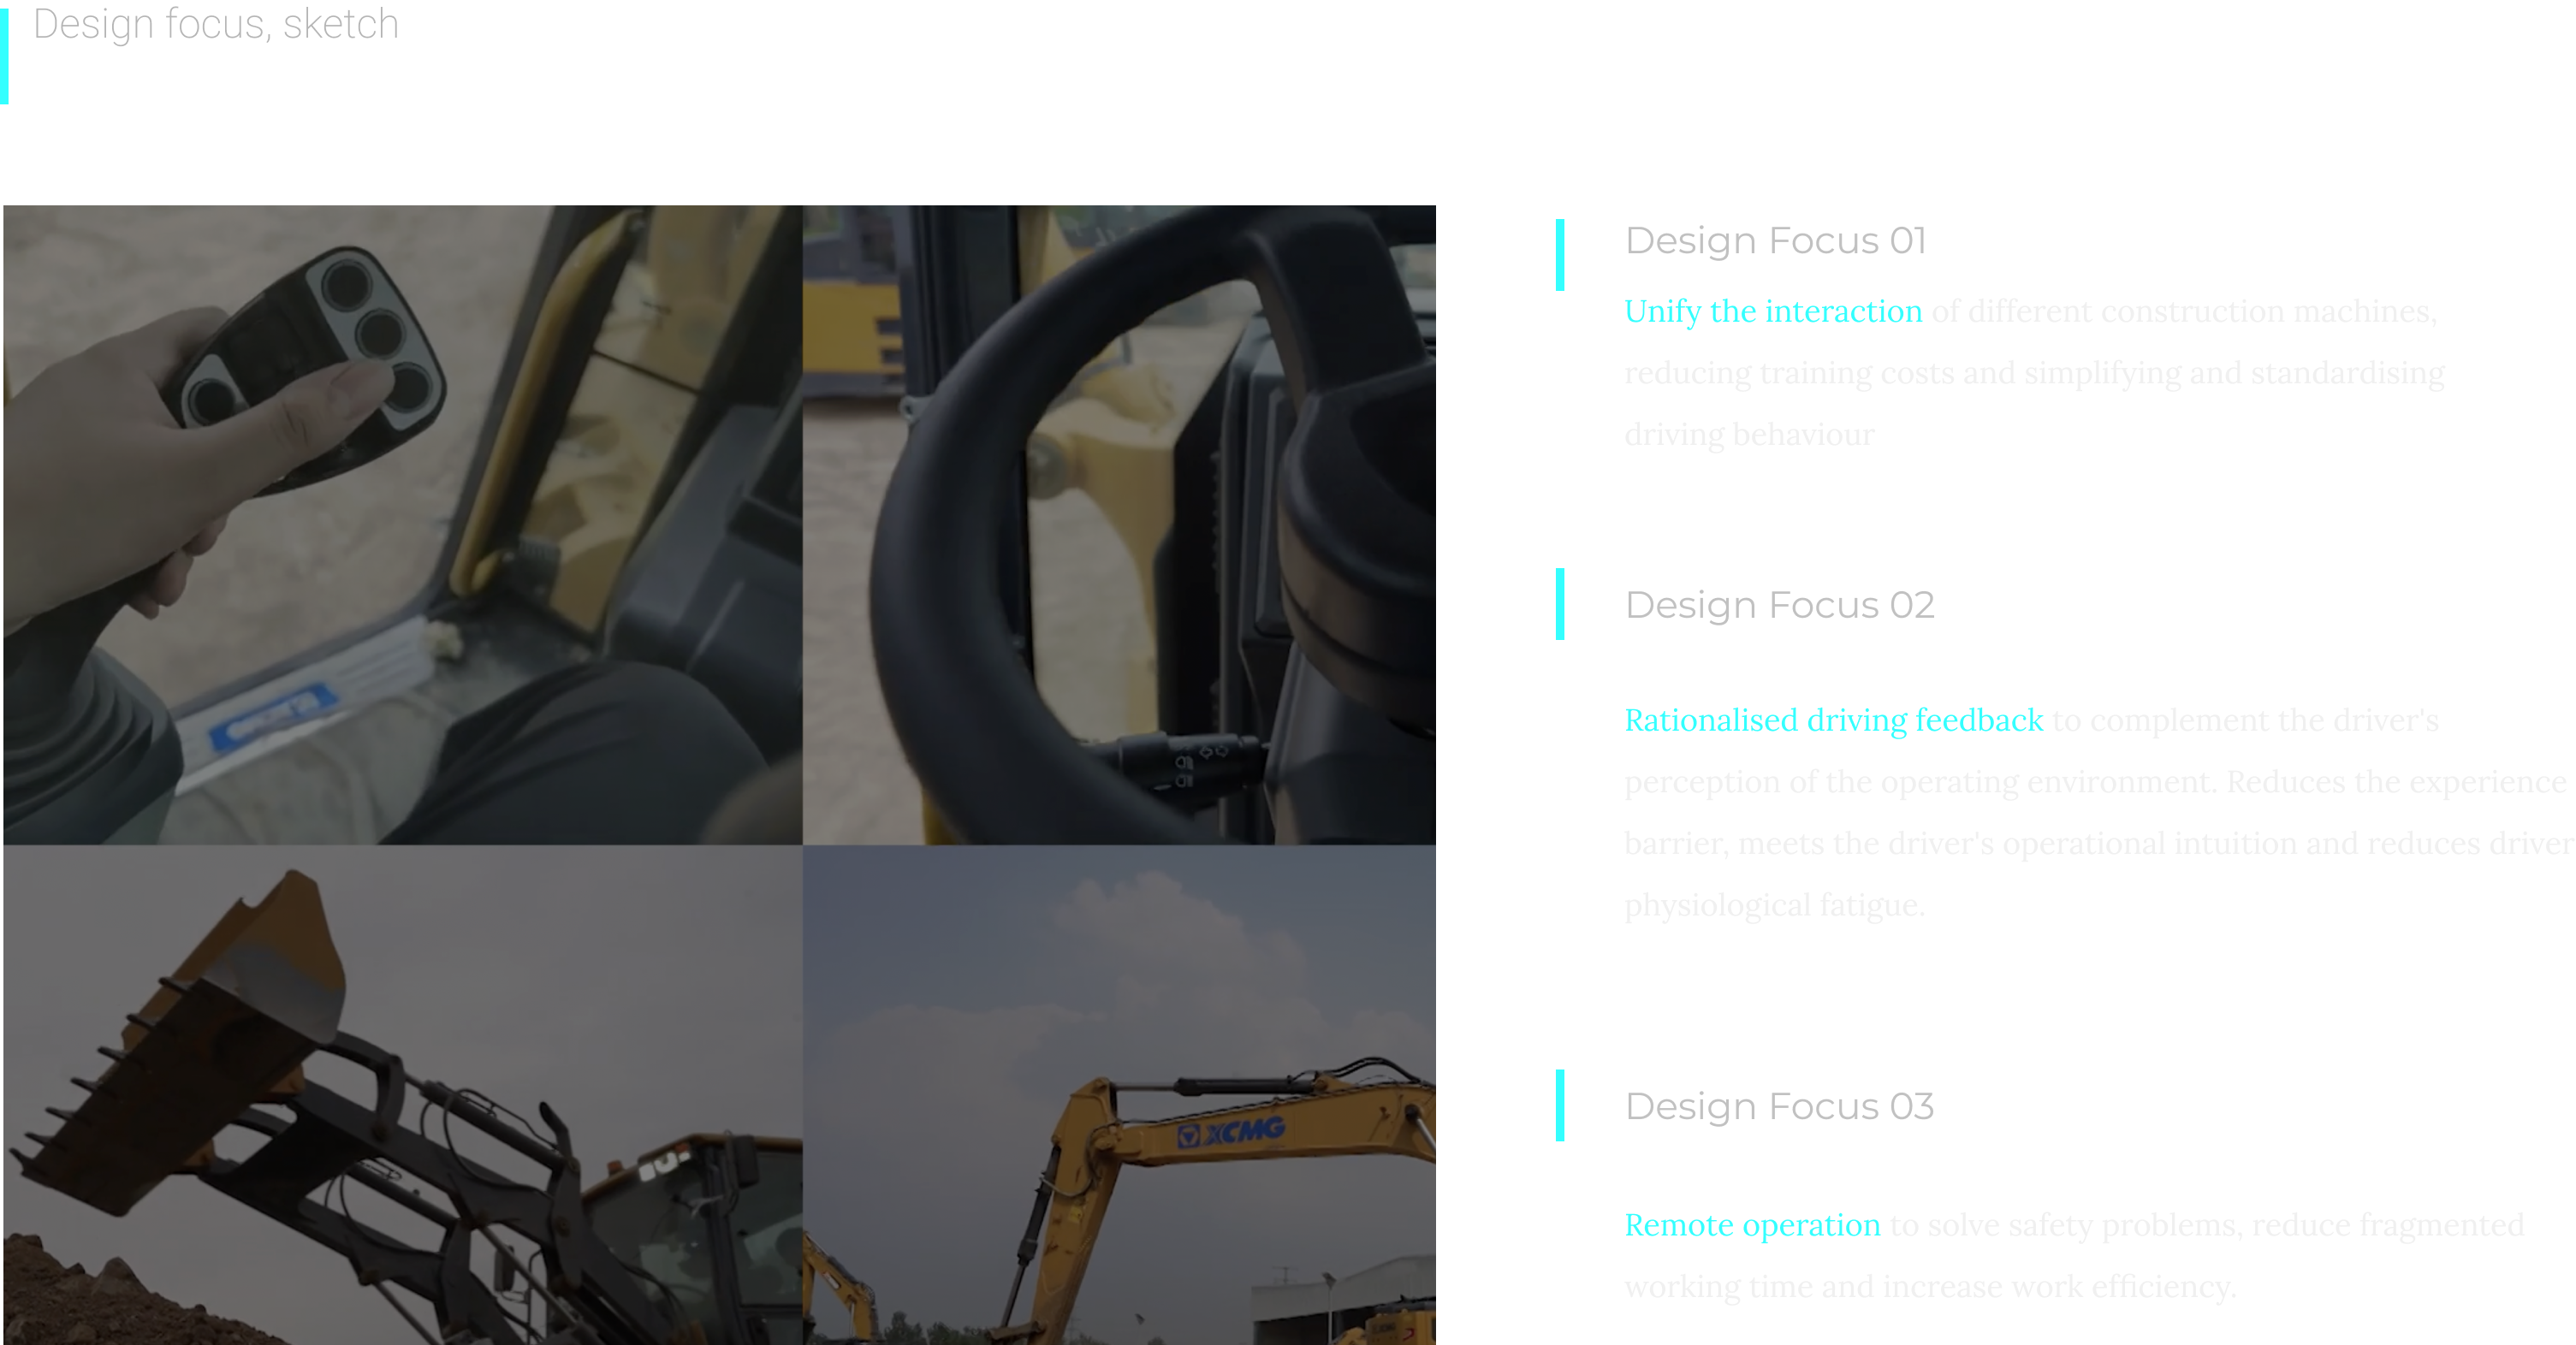 Design focus, sketch
Design Focus 01
Unify the interaction of different construction machines,
reducing training costs and simplifying and standardising
driving behaviour
Design Focus 02
Rationalised driving feedback to complement the driver's
perception of the operating environment. Reduces the experience
barrier, meets the driver's operational intuition and reduces driver
physiological fatigue.
Design Focus 03
Remote operation to solve safety problems, reduce fragmented
working time and increase work efficiency.
XCMG